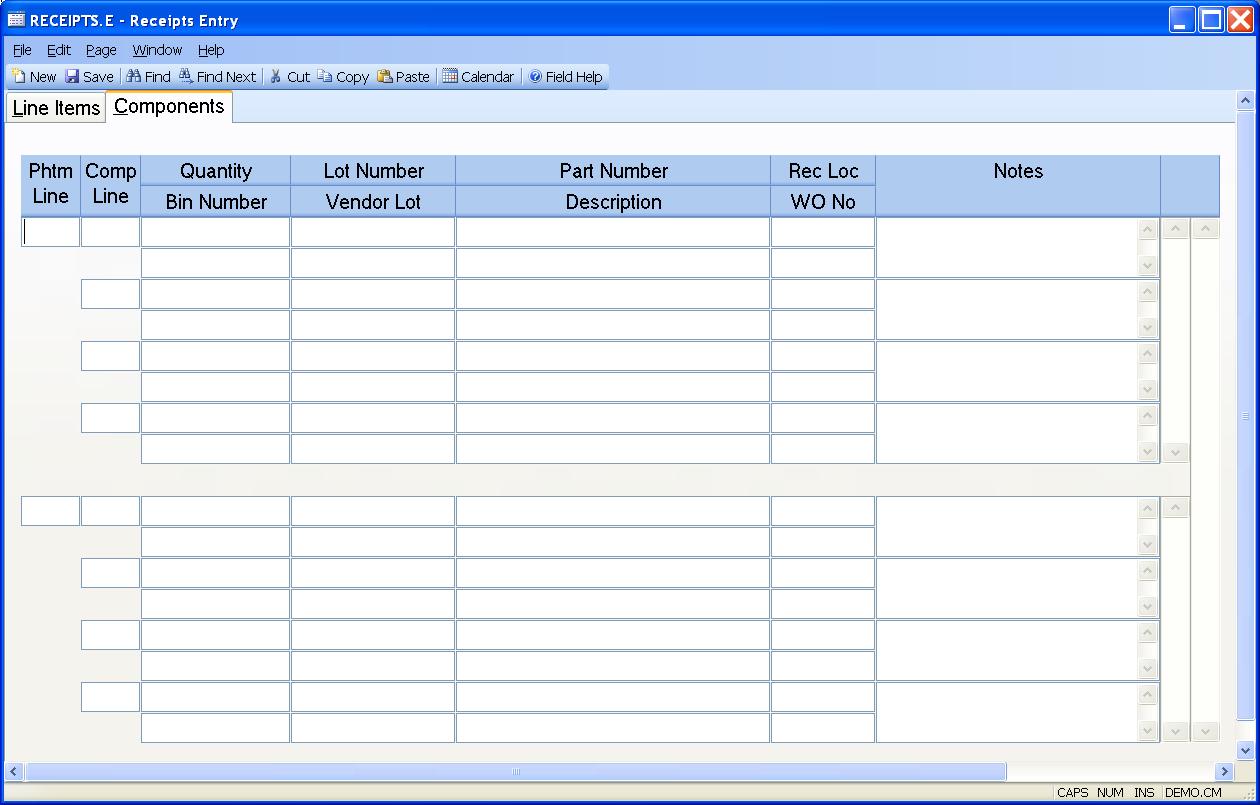 RECEIPTS.E - Receipts Entry
File Edit Page Window Help
New Save Find Find Next Cut Copy Paste Calendar Field Help
Line Items Components
Phtm Line Comp Line Quantity Lot Number Part Number Rec Loc Notes
Bin Number Vendor Lot Description WO No
CAPS NUM INS DEMO.CM